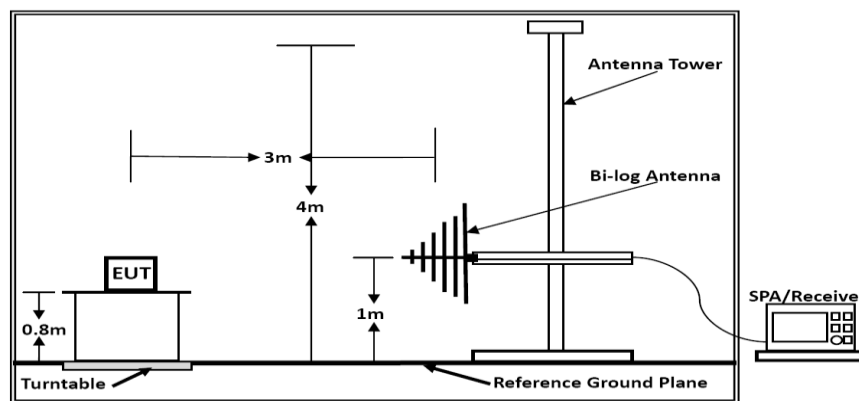 Antenna Tower
3m
Bi-log Antenna
4m
EUT
SPA/Receive
0.8m
1m
Turntable
Reference Ground Plane